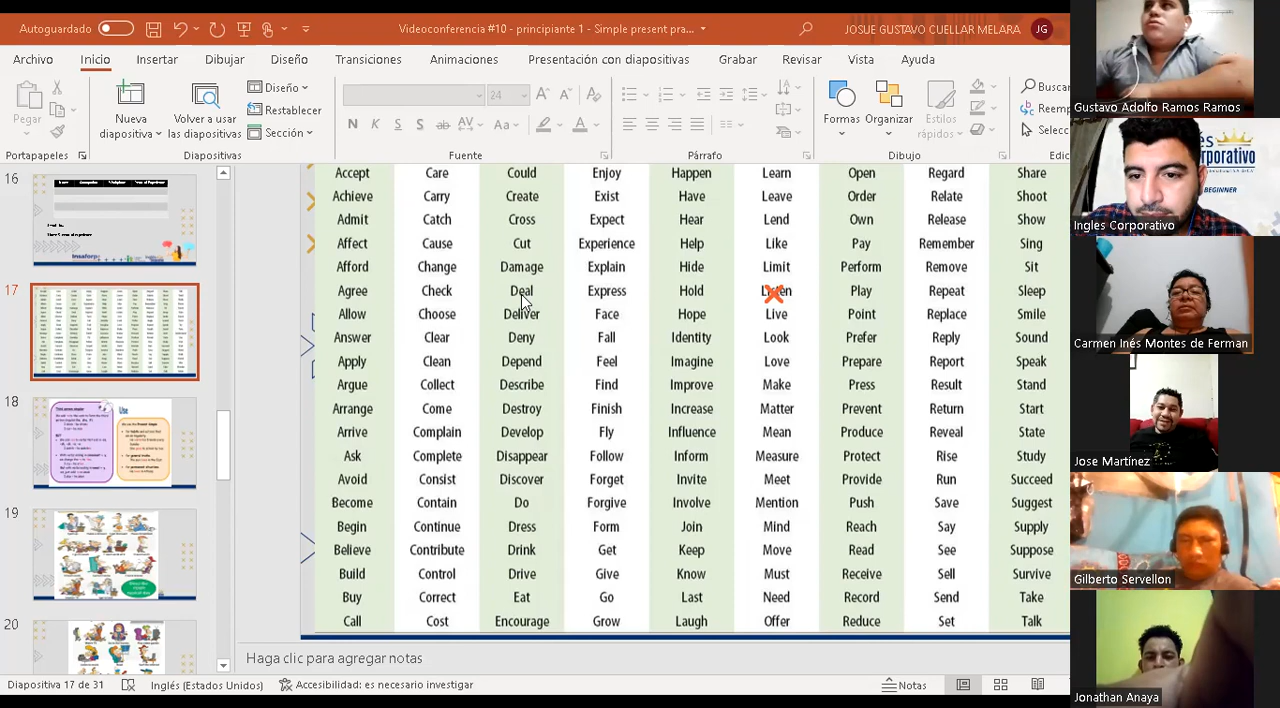 Autoguardado
Videoconferencia #10 - principiante 1 - Simple present pra...
JOSUE GUSTAVO CUELLAR MELARA
JG
Archivo Inicio Insertar Dibujar Diseño Transiciones Animaciones Presentación con diapositivas Grabar Revisar Vista Ayuda
Pegar
Nueva diapositiva
Volver a usar las diapositivas
Diseño
Restablecer
Sección
24
N K S S ab AV Aa A
Formas
Organizar
Estilos rápidos
Buscar
Reemp
Selecc
Portapapeles Diapositivas Fuente Párrafo Dibujo Edic
16
17
18
19
20
Accept Care Could Enjoy Happen Learn Open Regard Share
Achieve Carry Create Exist Have Leave Order Relate Shoot
Admit Catch Cross Expect Hear Lend Own Release Show
Affect Cause Cut Experience Help Like Pay Remember Sing
Afford Change Damage Explain Hide Limit Perform Remove Sit
Agree Check Deal Express Hold Play Repeat Sleep
Allow Choose Deliver Face Hope Live Point Replace Smile
Answer Clear Deny Fall Identity Look Prefer Reply Sound
Apply Clean Depend Feel Imagine Love Prepare Report Speak
Argue Collect Describe Find Improve Make Press Result Stand
Arrange Come Destroy Finish Increase Matter Prevent Return Start
Arrive Complain Develop Fly Influence Mean Produce Reveal State
Ask Complete Disappear Follow Inform Measure Protect Rise Study
Avoid Consist Discover Forget Invite Meet Provide Run Succeed
Become Contain Do Forgive Involve Mention Push Save Suggest
Begin Continue Dress Form Join Mind Reach Say Supply
Believe Contribute Drink Get Keep Move Read See Suppose
Build Control Drive Give Know Must Receive Sell Survive
Buy Correct Eat Go Last Need Record Send Take
Call Cost Encourage Grow Laugh Offer Reduce Set Talk
Haga clic para agregar notas
Diapositiva 17 de 31 Inglés (Estados Unidos) Accesibilidad: es necesario investigar Notas
Gustavo Adolfo Ramos Ramos
BEGINNER
Ingles Corporativo
Carmen Inés Montes de Ferman
Jose Martínez
Gilberto Servellon
Jonathan Anaya